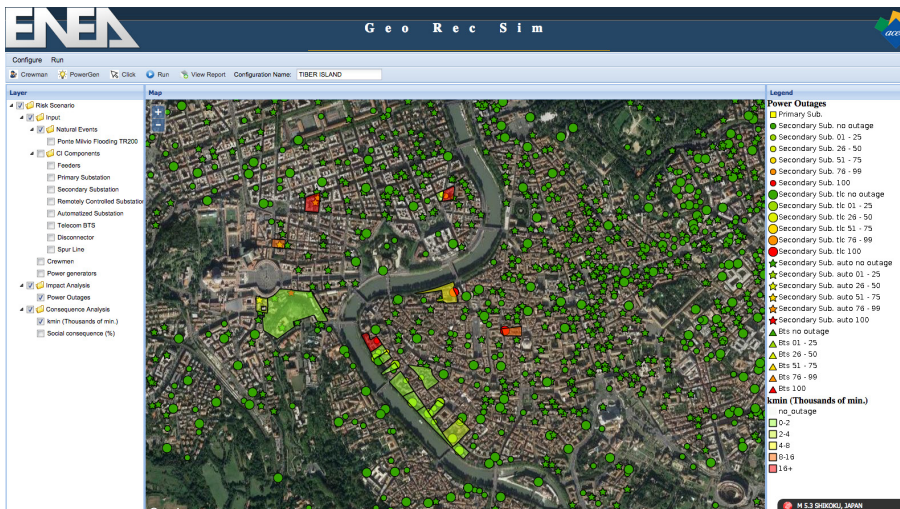 ENEA
Geo Rec Sim
Configure Run
Crewman PowerGen Click Run View Report Configuration Name: TIBER ISLAND
Layer
Risk Scenario
Input
Natural Events
Ponte Milvio Flooding TR200
CI Components
Feeders
Primary Substation
Secondary Substation
Remotely Controlled Substation
Automatized Substation
Telecom BTS
Disconnector
Spur Line
Crewmen
Power generators
Impact Analysis
Power Outages
Consequence Analysis
kmin (Thousands of min.)
Social consequence (%)
Map
+
-
Legend
Power Outages
Primary Sub.
Secondary Sub. no outage
Secondary Sub. 01 - 25
Secondary Sub. 26 - 50
Secondary Sub. 51 - 75
Secondary Sub. 76 - 99
Secondary Sub. 100
Secondary Sub. tlc no outage
Secondary Sub. tlc 01 - 25
Secondary Sub. tlc 26 - 50
Secondary Sub. tlc 51 - 75
Secondary Sub. tlc 76 - 99
Secondary Sub. tlc 100
Secondary Sub. auto no outage
Secondary Sub. auto 01 - 25
Secondary Sub. auto 26 - 50
Secondary Sub. auto 51 - 75
Secondary Sub. auto 76 - 99
Secondary Sub. auto 100
Bts no outage
Bts 01 - 25
Bts 26 - 50
Bts 51 - 75
Bts 76 - 99
Bts 100
kmin (Thousands of min.)
no_outage
0-2
2-4
4-8
8-16
16+
M 5.3 SHIKOKU, JAPAN